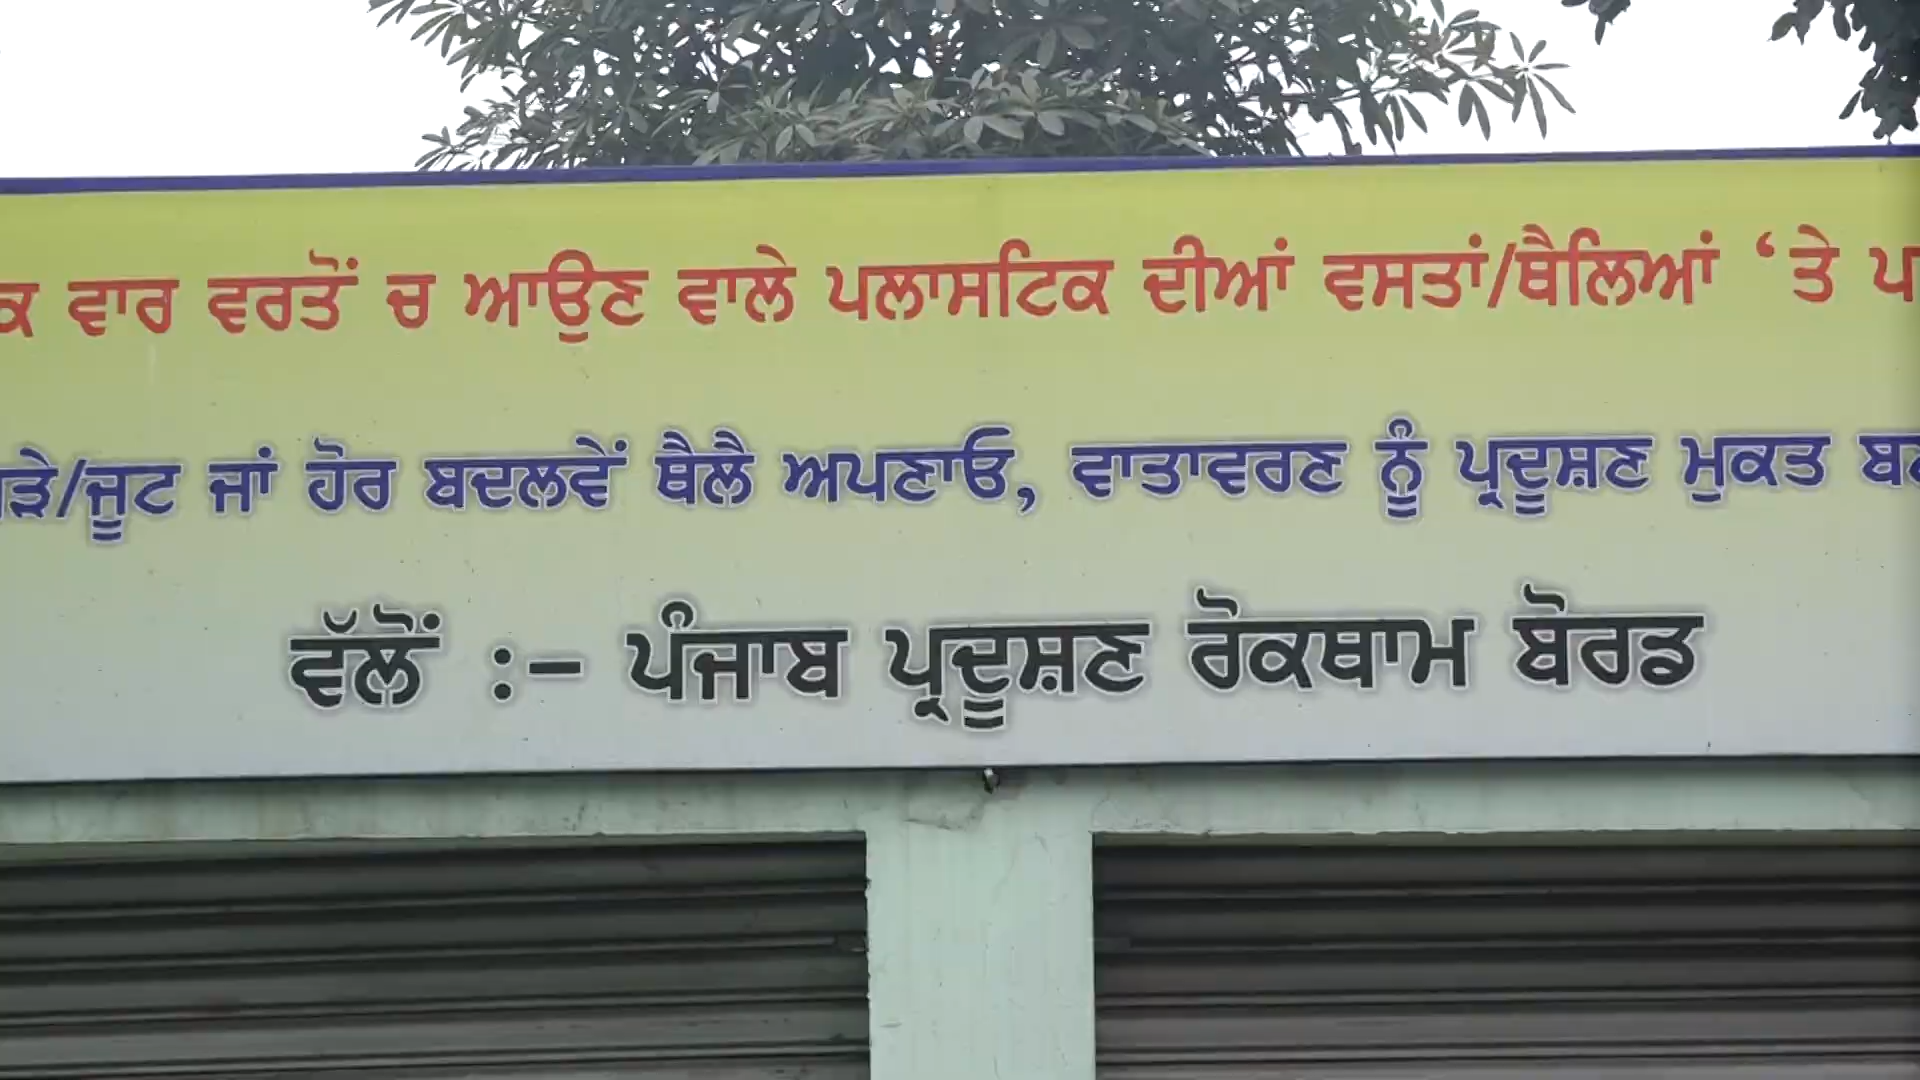 ਕ ਵਾਰ ਵਰਤੋਂ ਚ ਆਉਣ ਵਾਲੇ ਪਲਾਸਟਿਕ ਦੀਆਂ ਵਸਤਾਂ/ਥੈਲਿਆਂ ‘ਤੇ ਪ
ੜੇ/ਜੂਟ ਜਾਂ ਹੋਰ ਬਦਲਵੇਂ ਥੈਲੈ ਅਪਣਾਓ, ਵਾਤਾਵਰਣ ਨੂੰ ਪ੍ਰਦੂਸ਼ਣ ਮੁਕਤ ਬ
ਵੱਲੋਂ :– ਪੰਜਾਬ ਪ੍ਰਦੂਸ਼ਣ ਰੋਕਥਾਮ ਬੋਰਡ